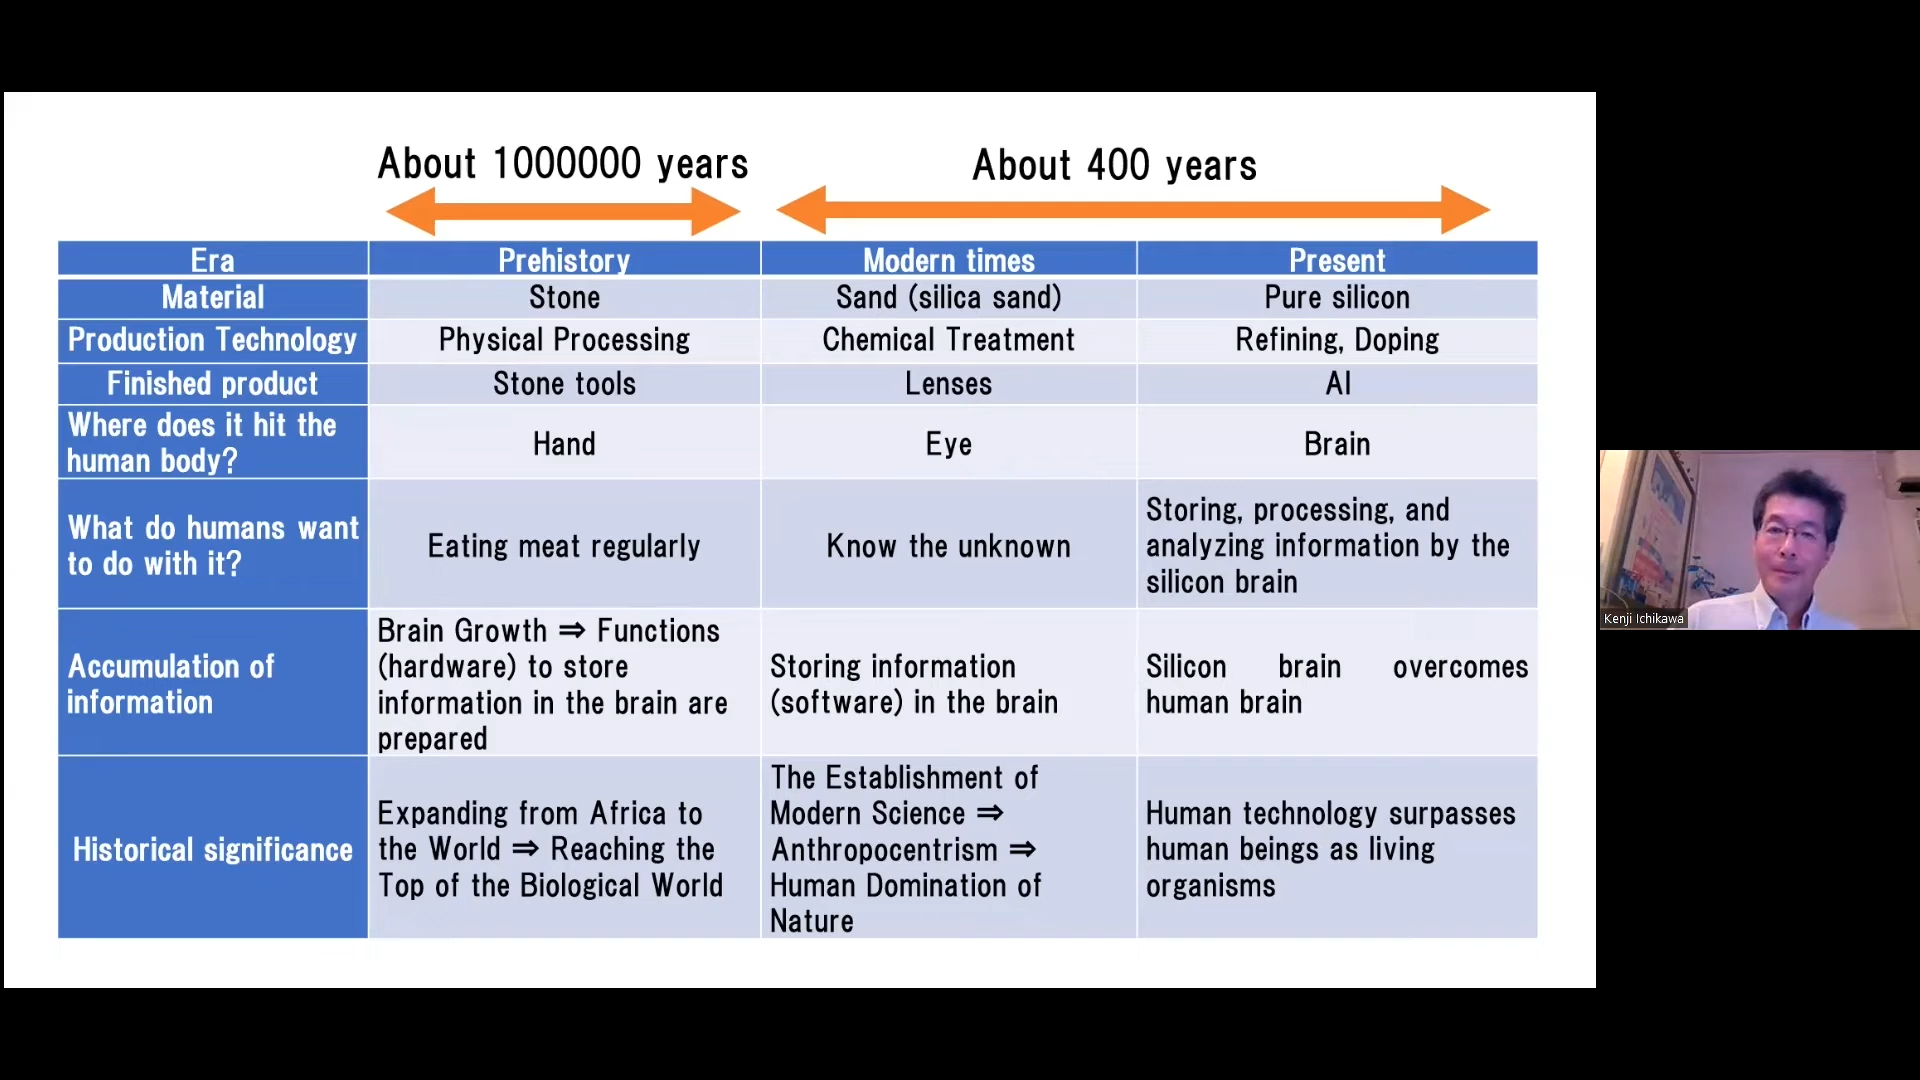 About 1000000 years
About 400 years
Era
Prehistory
Modern times
Present
Material
Stone
Sand (silica sand)
Pure silicon
Production Technology
Physical Processing
Chemical Treatment
Refining, Doping
Finished product
Stone tools
Lenses
AI
Where does it hit the
human body?
Hand
Eye
Brain
What do humans want
to do with it?
Eating meat regularly
Know the unknown
Storing, processing, and
analyzing information by the
silicon brain
Accumulation of
information
Brain Growth ⇒ Functions
(hardware) to store
information in the brain are
prepared
Storing information
(software) in the brain
Silicon brain overcomes
human brain
Historical significance
Expanding from Africa to
the World ⇒ Reaching the
Top of the Biological World
The Establishment of
Modern Science ⇒
Anthropocentrism ⇒
Human Domination of
Nature
Human technology surpasses
human beings as living
organisms
Kenji Ichikawa